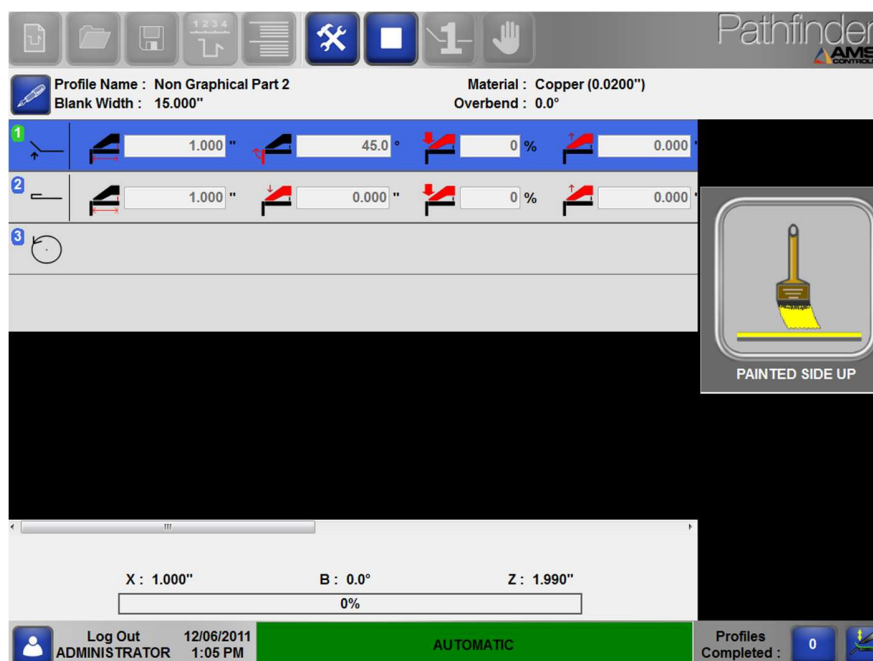 1 2 3 4
1
Pathfinder
AMS
CONTROLS
Profile Name : Non Graphical Part 2
Material : Copper (0.0200")
Blank Width : 15.000"
Overbend : 0.0°
1
1.000 "
45.0 °
0 %
0.000 "
2
1.000 "
0.000 "
0 %
0.000 "
3
PAINTED SIDE UP
X : 1.000"
B : 0.0°
Z : 1.990"
0%
Log Out
ADMINISTRATOR
12/06/2011
1:05 PM
AUTOMATIC
Profiles
Completed :
0